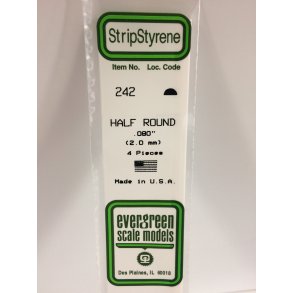 StripStyrene
Item No. Loc. Code
242
HALF ROUND
.080"
(2.0 mm)
4 Pieces
Made in U.S.A.
evergreen
scale models
Des Plaines, IL 60018